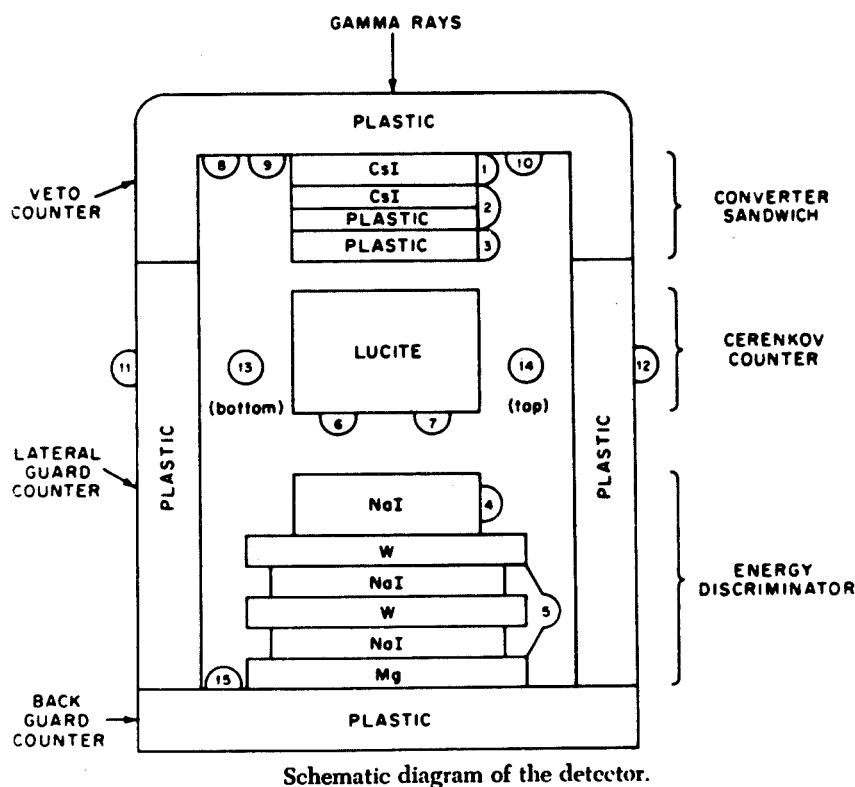 GAMMA RAYS
PLASTIC
8
9
10
CsI
1
CsI
2
PLASTIC
PLASTIC
3
VETO
COUNTER
CONVERTER
SANDWICH
LUCITE
11
13
14
12
(bottom)
(top)
6
7
CERENKOV
COUNTER
PLASTIC
PLASTIC
LATERAL
GUARD
COUNTER
NaI
4
W
NaI
W
5
NaI
Mg
15
ENERGY
DISCRIMINATOR
BACK
GUARD
COUNTER
PLASTIC
Schematic diagram of the detector.